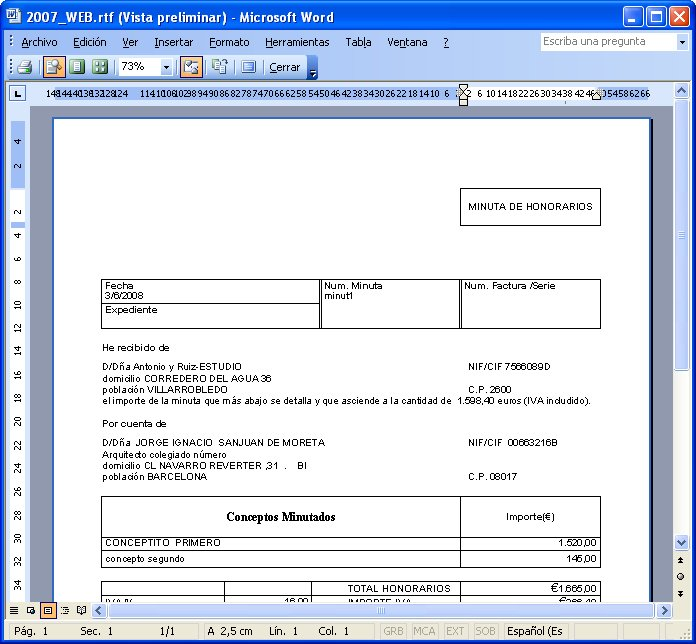 2007_WEB.rtf (Vista preliminar) - Microsoft Word
Archivo Edición Ver Insertar Formato Herramientas Tabla Ventana ? Escriba una pregunta
73% Cerrar
MINUTA DE HONORARIOS
Fecha Num. Minuta Num. Factura /Serie
3/6/2008 minut1
Expediente
He recibido de
D/Dña Antonio y Ruiz-ESTUDIO NIF/CIF 7566089D
domicilio CORREDERO DEL AGUA 36
población VILLARROBLEDO C.P. 2600
el importe de la minuta que más abajo se detalla y que asciende a la cantidad de 1.598,40 euros (IVA includido).
Por cuenta de
D/Dña JORGE IGNACIO SANJUAN DE MORETA NIF/CIF 00663216B
Arquitecto colegiado número
domicilio CL NAVARRO REVERTER ,31 . BI
población BARCELONA C.P. 08017
Conceptos Minutados Importe(€)
CONCEPTITO PRIMERO 1.520,00
concepto segundo 145,00
TOTAL HONORARIOS €1.665,00
Pág. 1 Sec. 1 1/1 A 2,5 cm Lín. 1 Col. 1 GRB MCA EXT SOB Español (Es